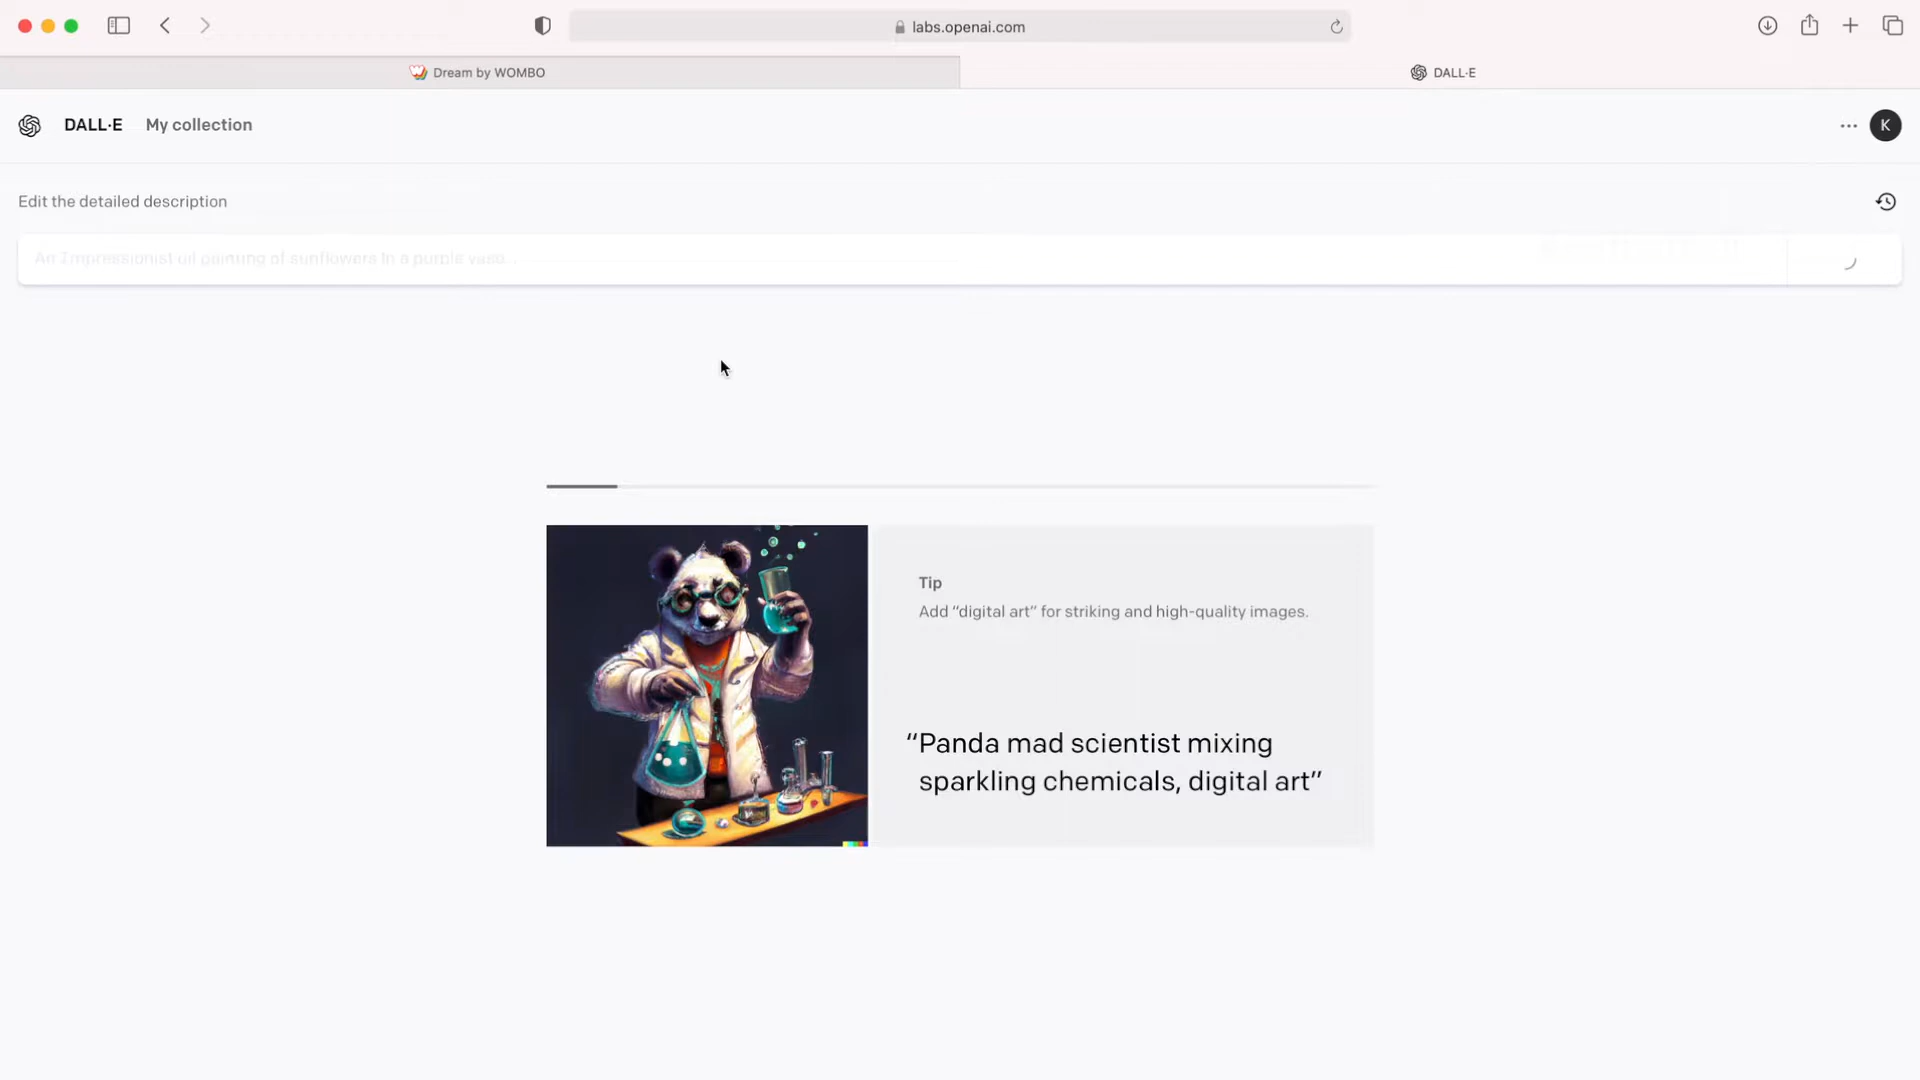 labs.openai.com
Dream by WOMBO
DALL·E
DALL·E
My collection
K
Edit the detailed description
An Impressionist oil painting of sunflowers in a purple vase…
Tip
Add “digital art” for striking and high-quality images.
“Panda mad scientist mixing
sparkling chemicals, digital art”